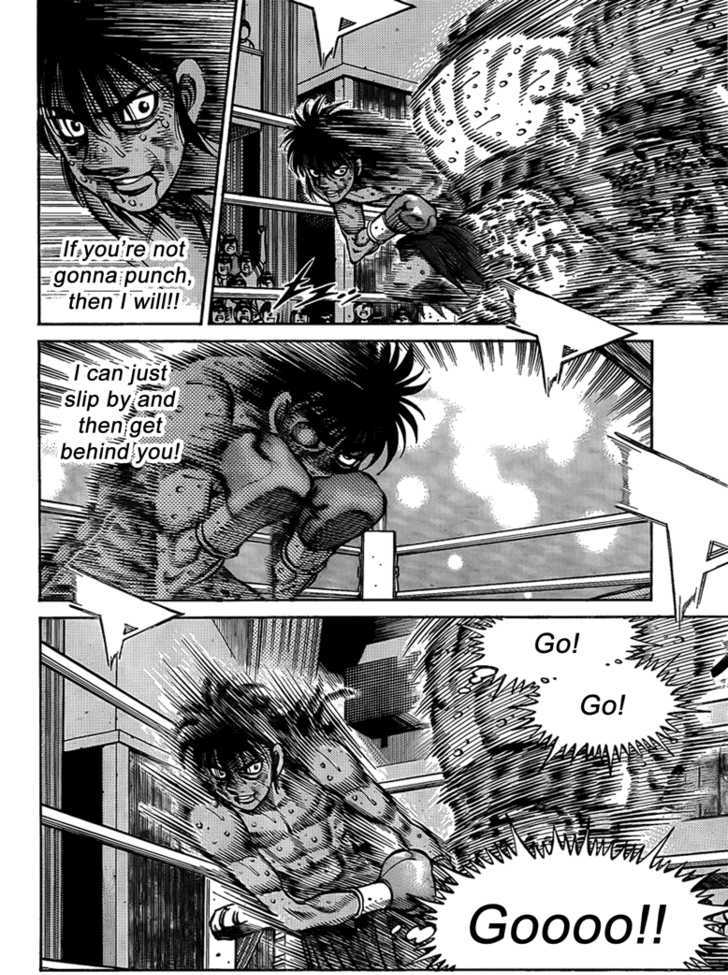 If you're not
gonna punch,
then I will!!
I can just
slip by and
then get
behind you!
Go!
Go!
Goooo!!